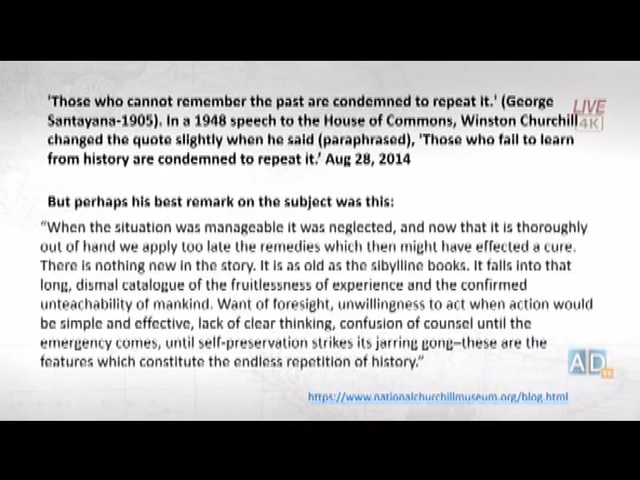 'Those who cannot remember the past are condemned to repeat it.' (George
Santayana-1905). In a 1948 speech to the House of Commons, Winston Churchill
changed the quote slightly when he said (paraphrased), 'Those who fail to learn
from history are condemned to repeat it.' Aug 28, 2014
LIVE
4K
But perhaps his best remark on the subject was this:
“When the situation was manageable it was neglected, and now that it is thoroughly
out of hand we apply too late the remedies which then might have effected a cure.
There is nothing new in the story. It is as old as the sibylline books. It falls into that
long, dismal catalogue of the fruitlessness of experience and the confirmed
unteachability of mankind. Want of foresight, unwillingness to act when action would
be simple and effective, lack of clear thinking, confusion of counsel until the
emergency comes, until self-preservation strikes its jarring gong–these are the
features which constitute the endless repetition of history.”
AD
TV
https://www.nationalchurchillmuseum.org/blog.html